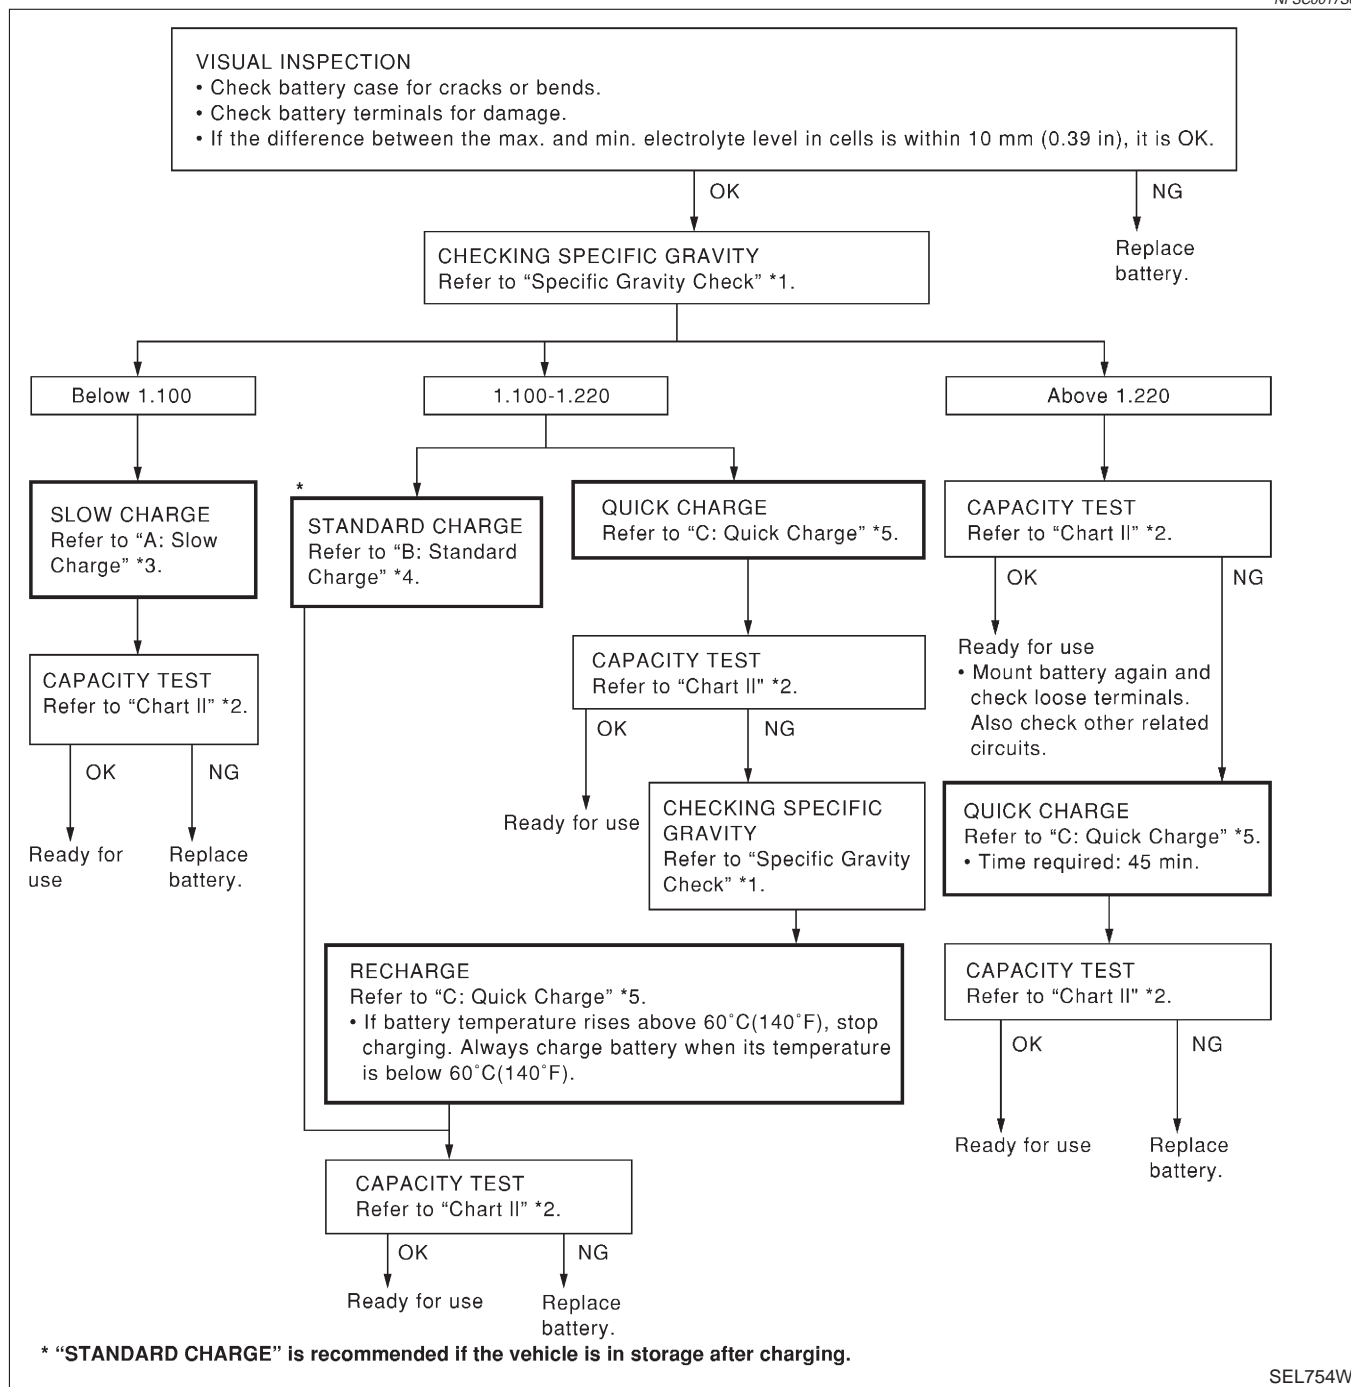 VISUAL INSPECTION
• Check battery case for cracks or bends.
• Check battery terminals for damage.
• If the difference between the max. and min. electrolyte level in cells is within 10 mm (0.39 in), it is OK.
OK
NG
Replace
battery.
CHECKING SPECIFIC GRAVITY
Refer to “Specific Gravity Check” *1.
Below 1.100
1.100-1.220
Above 1.220
SLOW CHARGE
Refer to “A: Slow
Charge” *3.
*
STANDARD CHARGE
Refer to “B: Standard
Charge” *4.
QUICK CHARGE
Refer to “C: Quick Charge” *5.
CAPACITY TEST
Refer to “Chart II” *2.
OK
NG
CAPACITY TEST
Refer to “Chart II” *2.
OK
NG
Ready for
use
Replace
battery.
CAPACITY TEST
Refer to “Chart II" *2.
OK
NG
Ready for use
Ready for use
• Mount battery again and
check loose terminals.
Also check other related
circuits.
CHECKING SPECIFIC
GRAVITY
Refer to “Specific Gravity
Check” *1.
QUICK CHARGE
Refer to “C: Quick Charge” *5.
• Time required: 45 min.
RECHARGE
Refer to “C: Quick Charge” *5.
• If battery temperature rises above 60˚C(140˚F), stop
charging. Always charge battery when its temperature
is below 60˚C(140˚F).
CAPACITY TEST
Refer to “Chart II" *2.
OK
NG
Ready for use
Replace
battery.
CAPACITY TEST
Refer to “Chart II” *2.
OK
NG
Ready for use
Replace
battery.
* “STANDARD CHARGE” is recommended if the vehicle is in storage after charging.
SEL754W